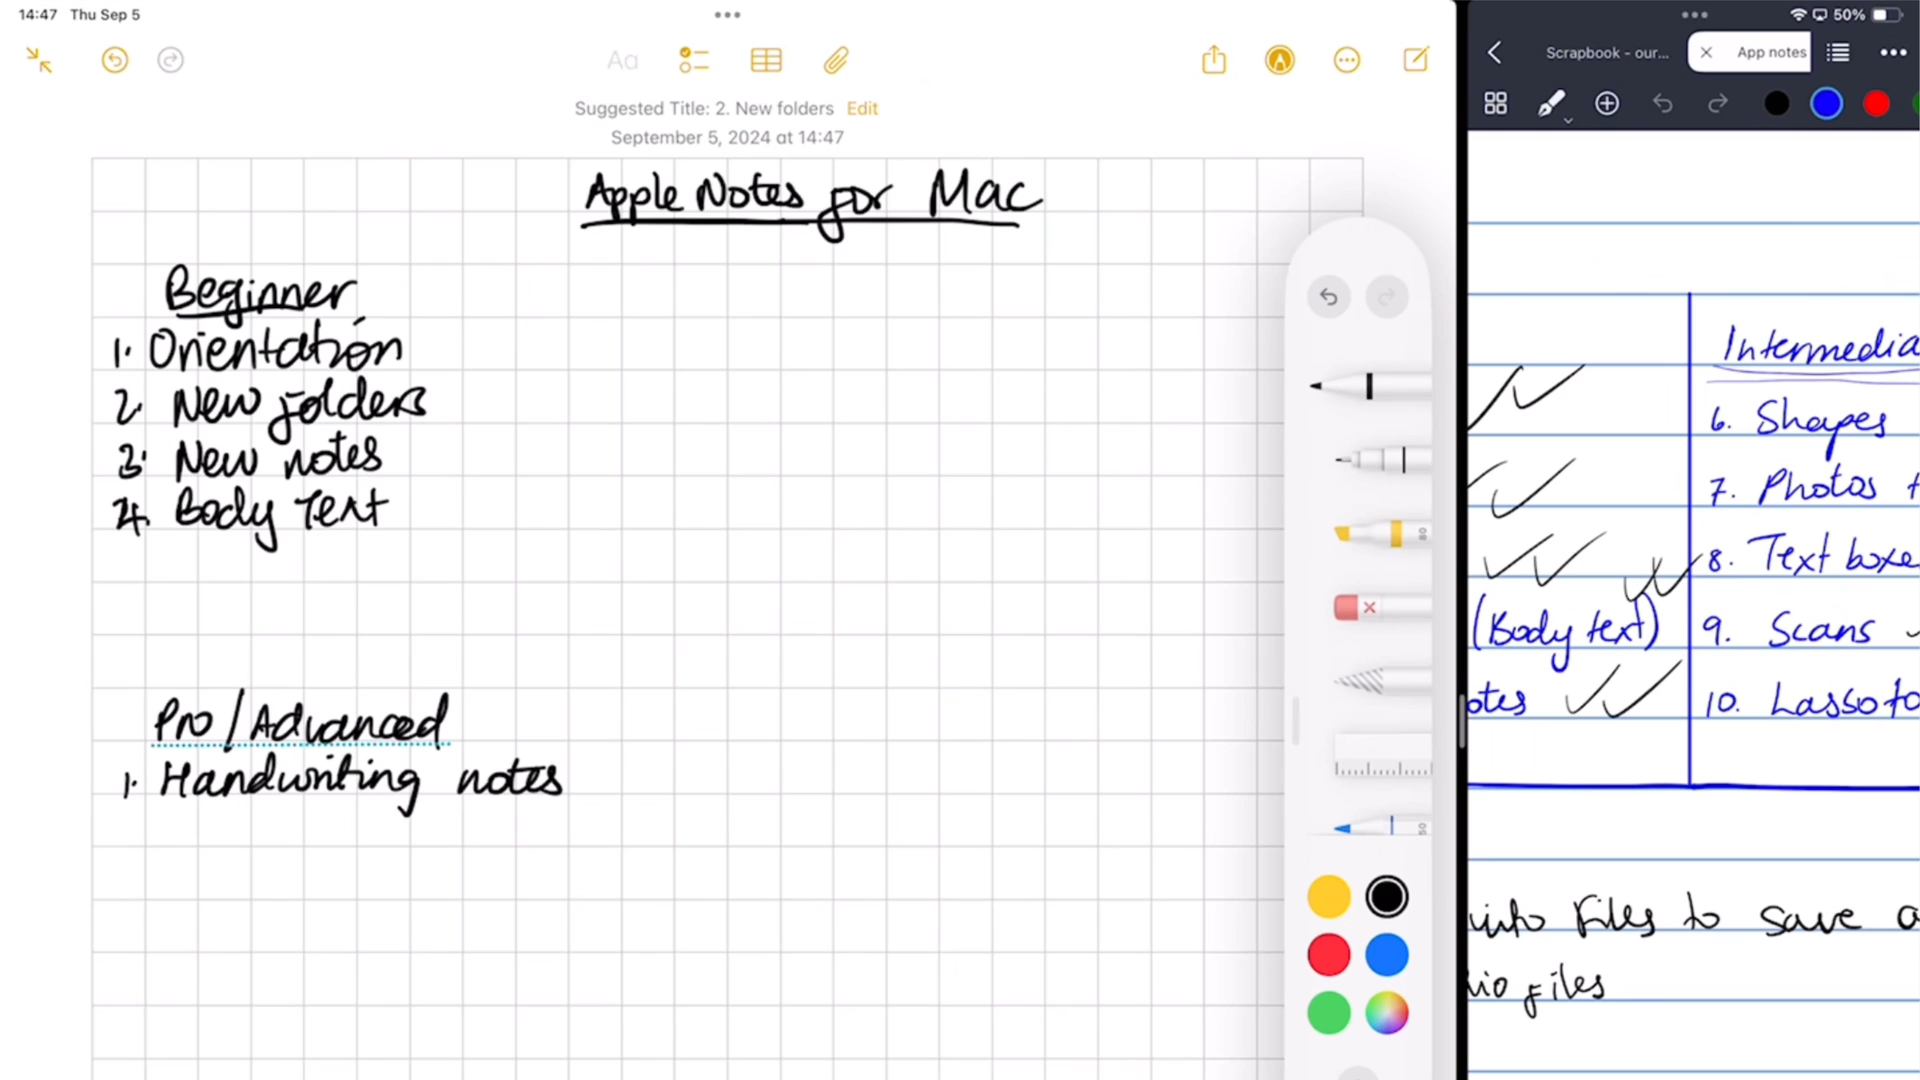 14:47 Thu Sep 5
50%
Aa
Suggested Title: 2. New folders Edit
September 5, 2024 at 14:47
Apple Notes for Mac
Beginner
1. Orientation
2. New folders
3. New notes
4. Body Text
Pro / Advanced
1. Handwriting notes
80
50
Scrapbook - our...
App notes
Intermedia
6. Shapes
7. Photos
8. Text boxe
(Body text)
9. Scans
otes
10. Lasso to
into Files to save a
files